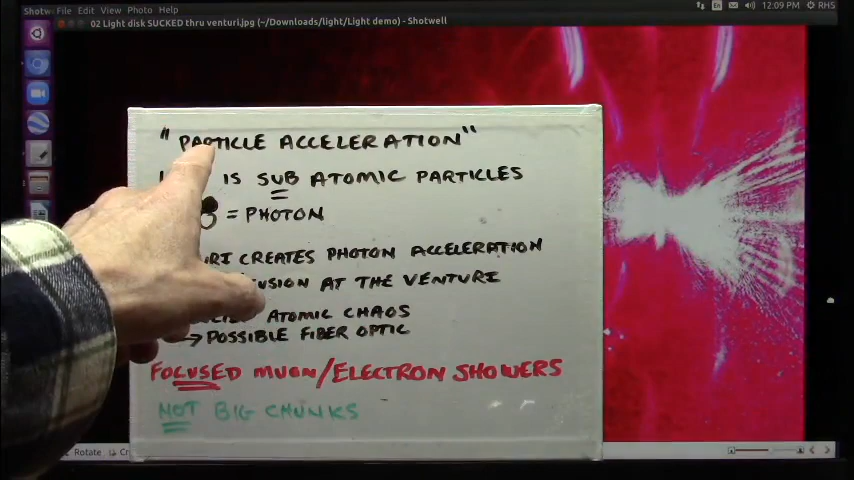 File Edit View Photo Help
12:09 PM RHS
02 Light disk SUCKED thru venturi.jpg (~/Downloads/light/Light demo) - Shotwell
"PARTICLE ACCELERATION"
IS SUB ATOMIC PARTICLES
= PHOTON
CREATES PHOTON ACCELERATION
AT THE VENTURI
ATOMIC CHAOS
→ POSSIBLE FIBER OPTIC
FOCUSED MUON/ELECTRON SHOWERS
NOT BIG CHUNKS
Rotate